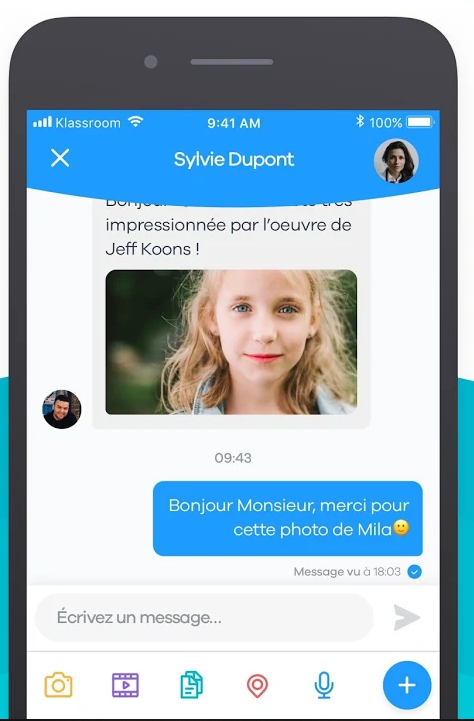 Klassroom
9:41 AM
100%
Sylvie Dupont
très
impressionnée par l'oeuvre de
Jeff Koons !
09:43
Bonjour Monsieur, merci pour
cette photo de Mila🙂
Message vu à 18:03
Écrivez un message...